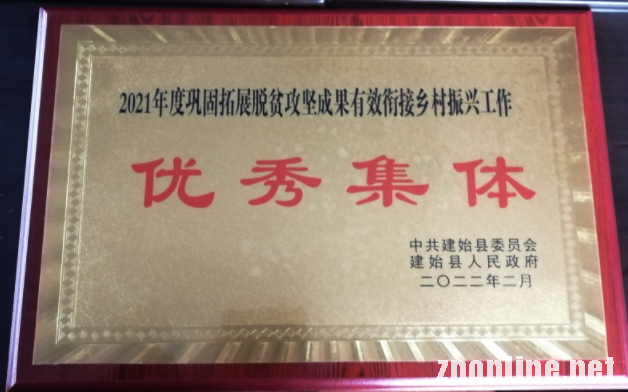 2021年度巩固拓展脱贫攻坚成果有效衔接乡村振兴工作
优秀集体
中共建始县委员会
建始县人民政府
二〇二二年二月
znonline.net